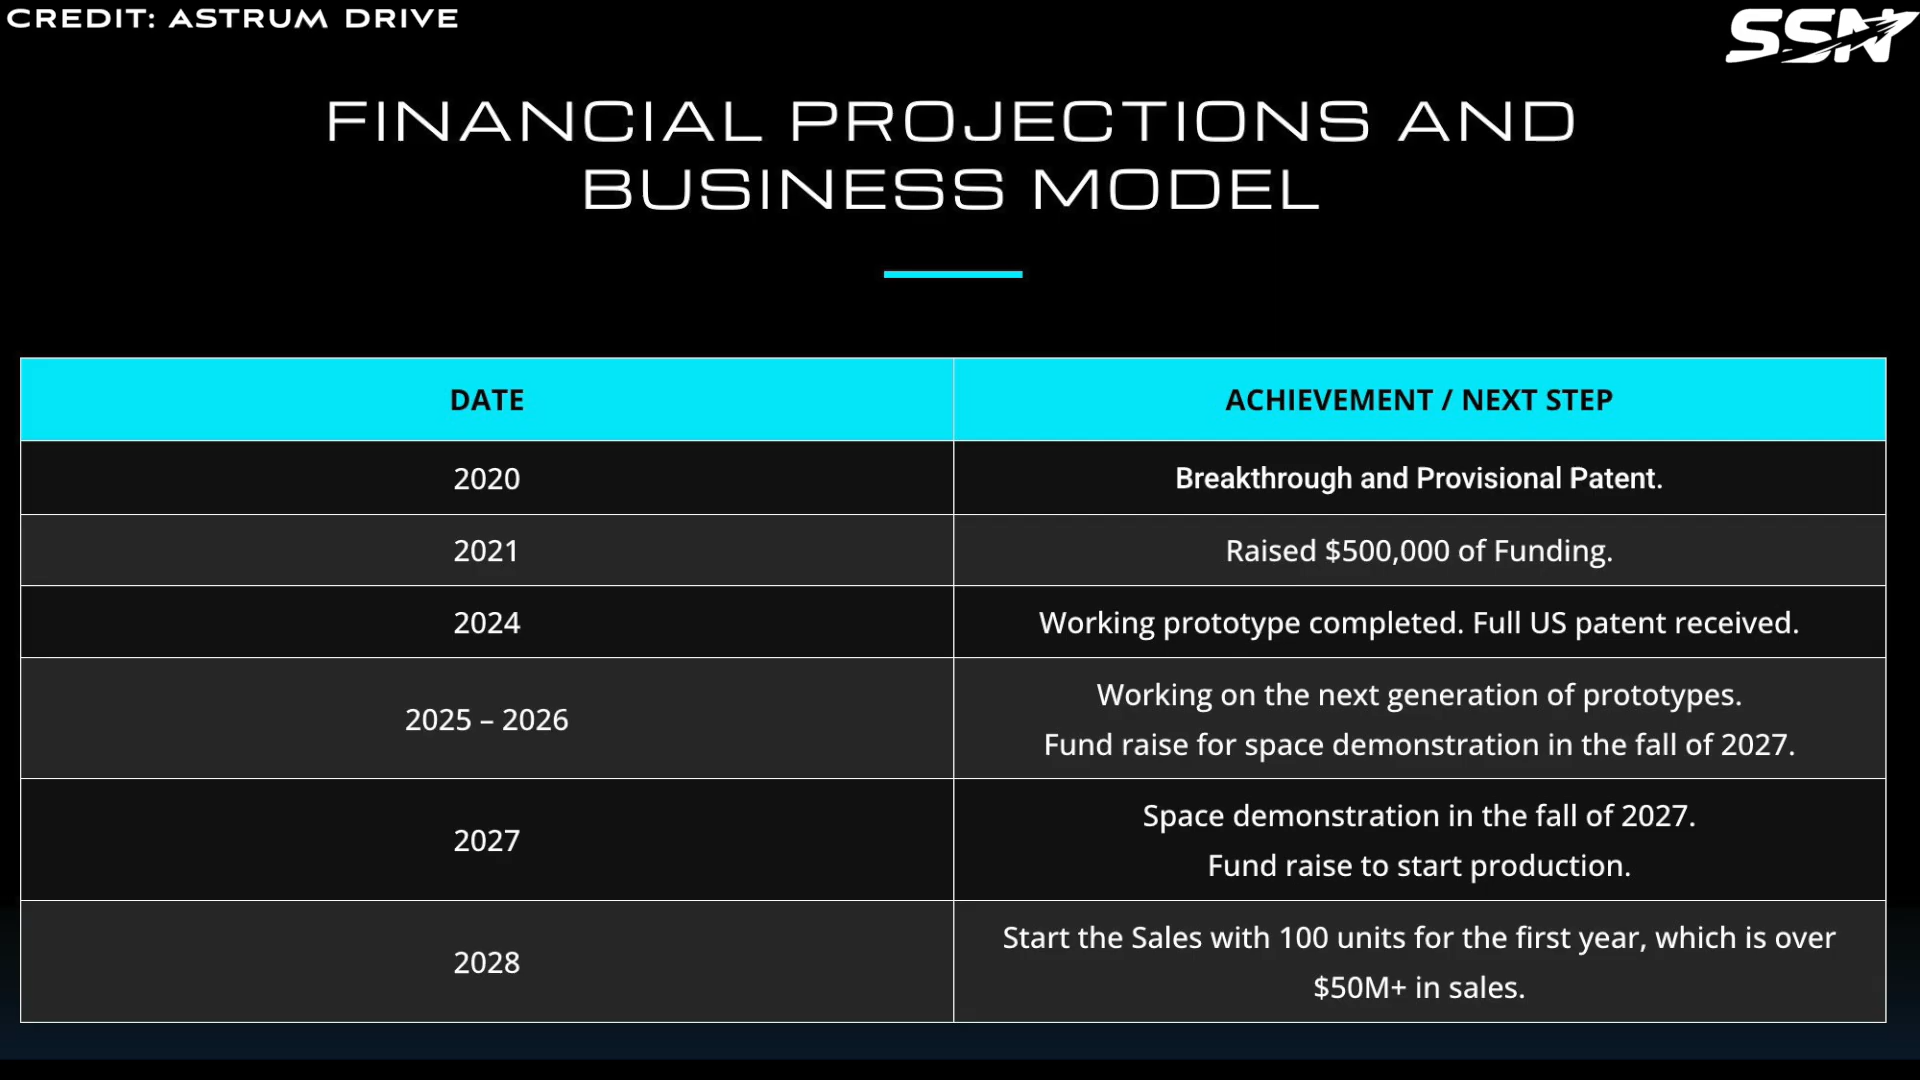 CREDIT: ASTRUM DRIVE
SSN
FINANCIAL PROJECTIONS AND
BUSINESS MODEL
DATE
ACHIEVEMENT / NEXT STEP
2020
Breakthrough and Provisional Patent.
2021
Raised $500,000 of Funding.
2024
Working prototype completed. Full US patent received.
2025 – 2026
Working on the next generation of prototypes.
Fund raise for space demonstration in the fall of 2027.
2027
Space demonstration in the fall of 2027.
Fund raise to start production.
2028
Start the Sales with 100 units for the first year, which is over
$50M+ in sales.